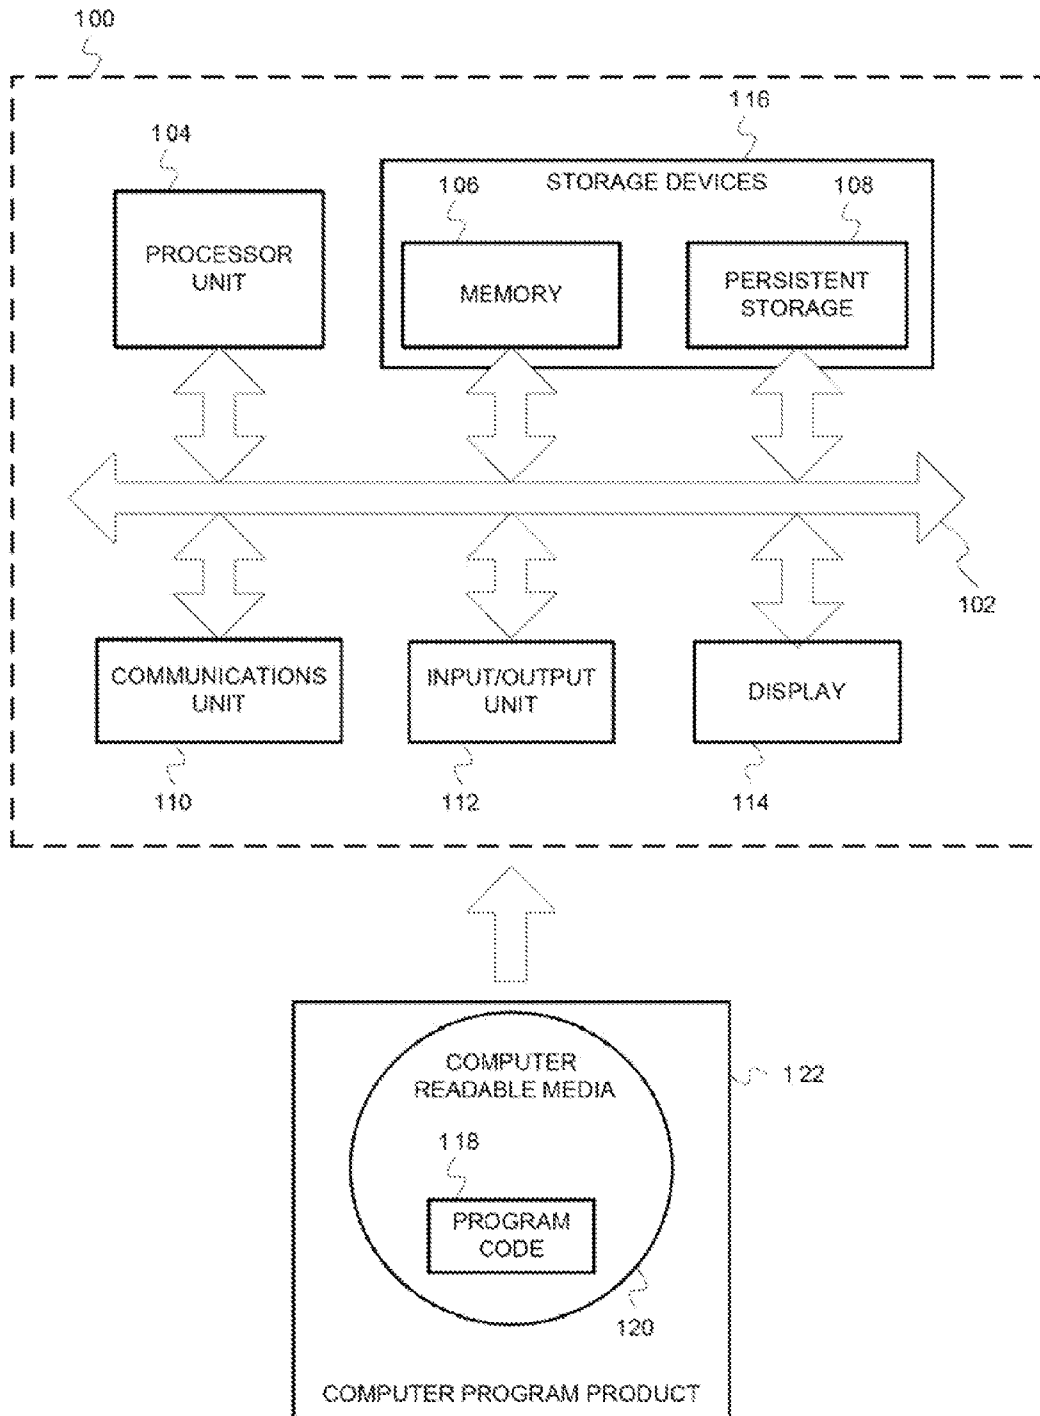 100
116
104
STORAGE DEVICES
106
108
PROCESSOR
UNIT
MEMORY
PERSISTENT
STORAGE
102
COMMUNICATIONS
UNIT
INPUT/OUTPUT
UNIT
DISPLAY
110
112
114
COMPUTER
READABLE MEDIA
122
118
PROGRAM
CODE
120
COMPUTER PROGRAM PRODUCT